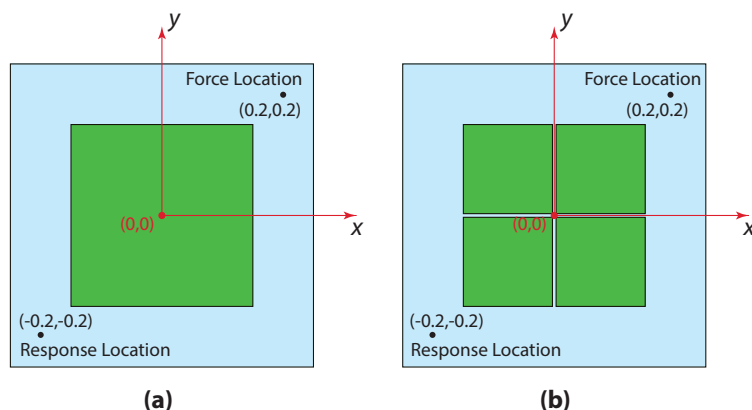 y
Force Location
(0.2,0.2)
(0,0)
x
(-0.2,-0.2)
Response Location
(a)
y
Force Location
(0.2,0.2)
(0,0)
x
(-0.2,-0.2)
Response Location
(b)